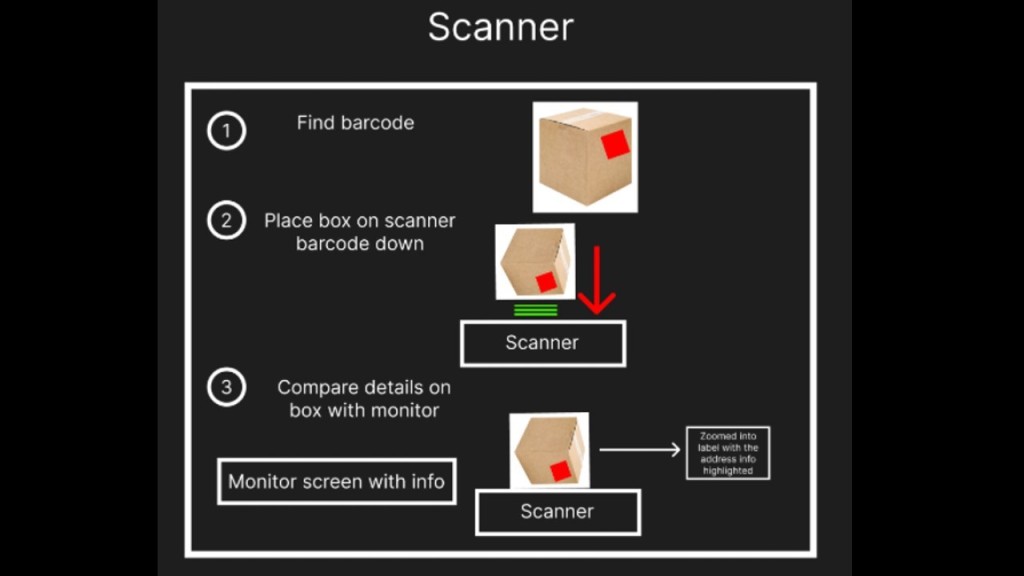 Scanner
1
Find barcode
2
Place box on scanner
barcode down
Scanner
3
Compare details on
box with monitor
Zoomed into
label with the
address info
highlighted
Monitor screen with info
Scanner